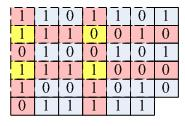 1 1 0 1 1 0 1
1 1 1 0 0 1 0
0 0 0 0 1 0 1
1 1 1 1 0 0 0
1 0 0 1 0 1 0
0 1 1 1 1 1